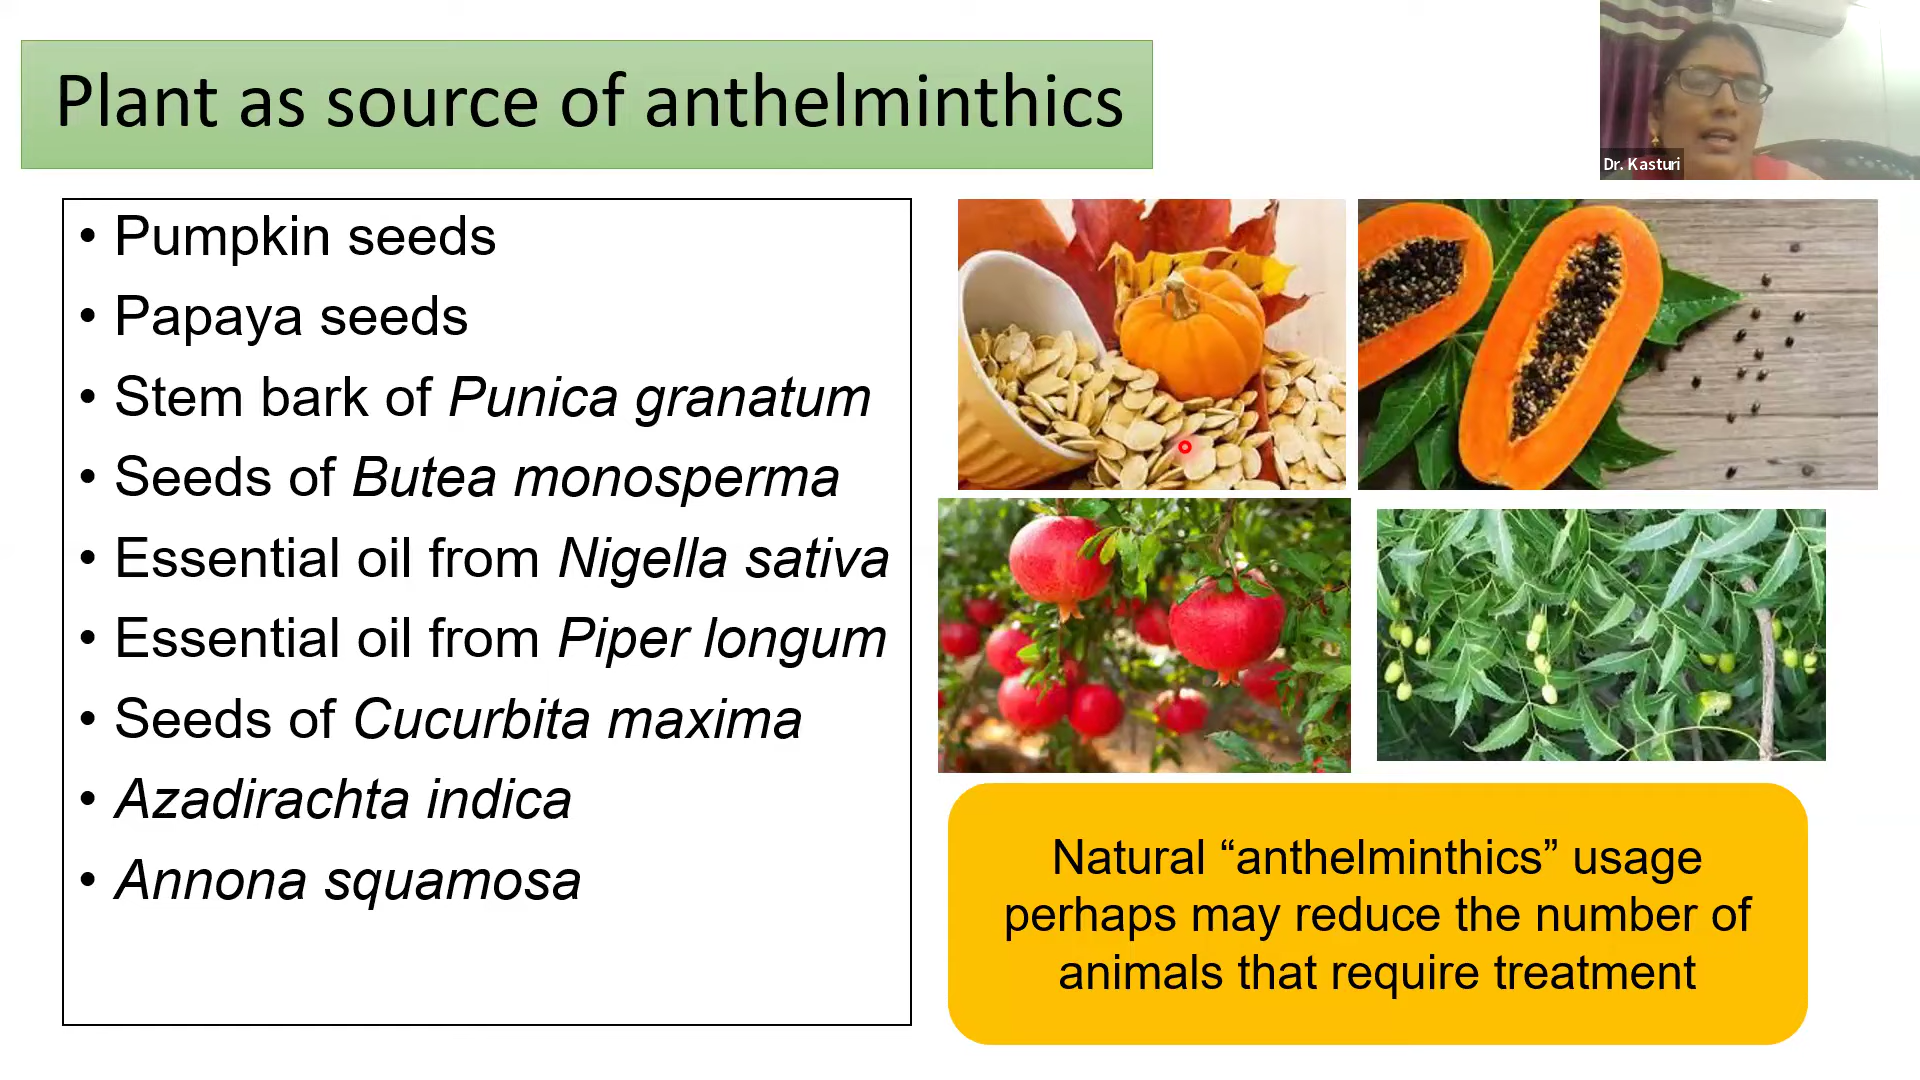 Plant as source of anthelminthics
Dr. Kasturi
• Pumpkin seeds
• Papaya seeds
• Stem bark of Punica granatum
• Seeds of Butea monosperma
• Essential oil from Nigella sativa
• Essential oil from Piper longum
• Seeds of Cucurbita maxima
• Azadirachta indica
• Annona squamosa
Natural “anthelminthics” usage
perhaps may reduce the number of
animals that require treatment